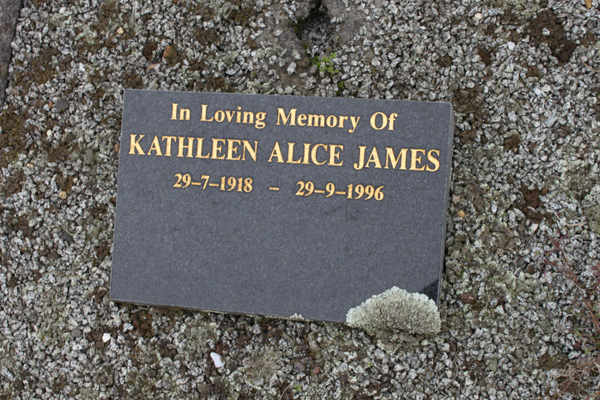 In Loving Memory Of
KATHLEEN ALICE JAMES
29–7–1918 – 29–9–1996